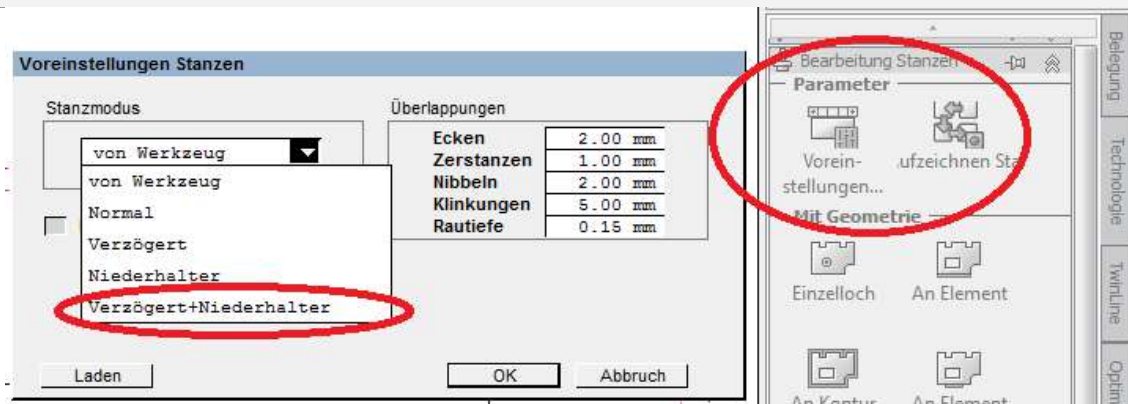 Voreinstellungen Stanzen
Stanzmodus
von Werkzeug
von Werkzeug
Normal
Verzögert
Niederhalter
Verzögert+Niederhalter
Überlappungen
Ecken 2.00 mm
Zerstanzen 1.00 mm
Nibbeln 2.00 mm
Klinkungen 5.00 mm
Rautiefe 0.15 mm
Laden
OK
Abbruch
Bearbeitung Stanzen
Parameter
Vorein-
stellungen...
ufzeichnen Sta
Mit Geometrie
Einzelloch
An Element
An Kontur
An Element
Belegung
Technologie
TwinLine
Optim